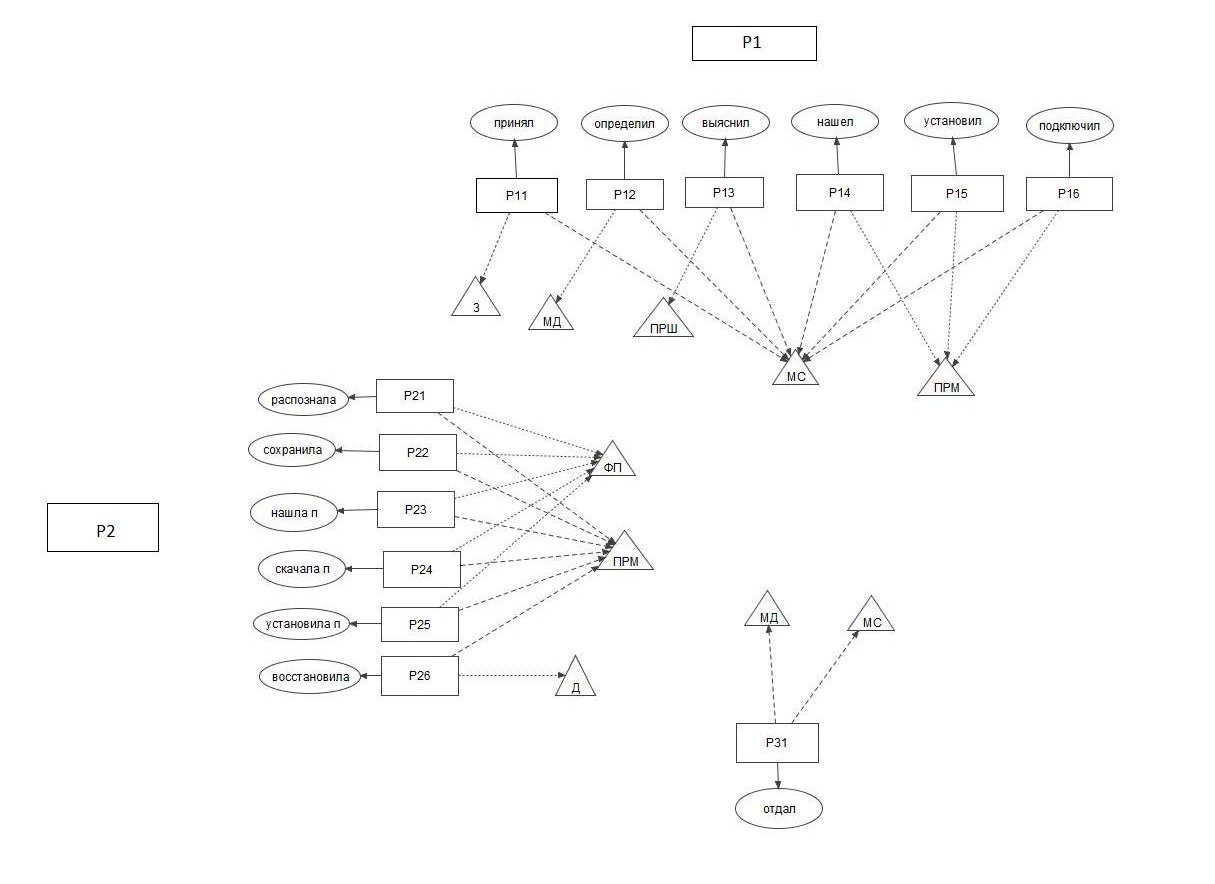 P1
принял
определил
выяснил
нашел
установил
подключил
P11
P12
P13
P14
P15
P16
З
МД
ПРШ
МС
ПРМ
распознала
P21
сохранила
P22
ФП
нашла п
P23
P2
ПРМ
скачала п
P24
установила п
P25
восстановила
P26
Д
МД
МС
P31
отдал